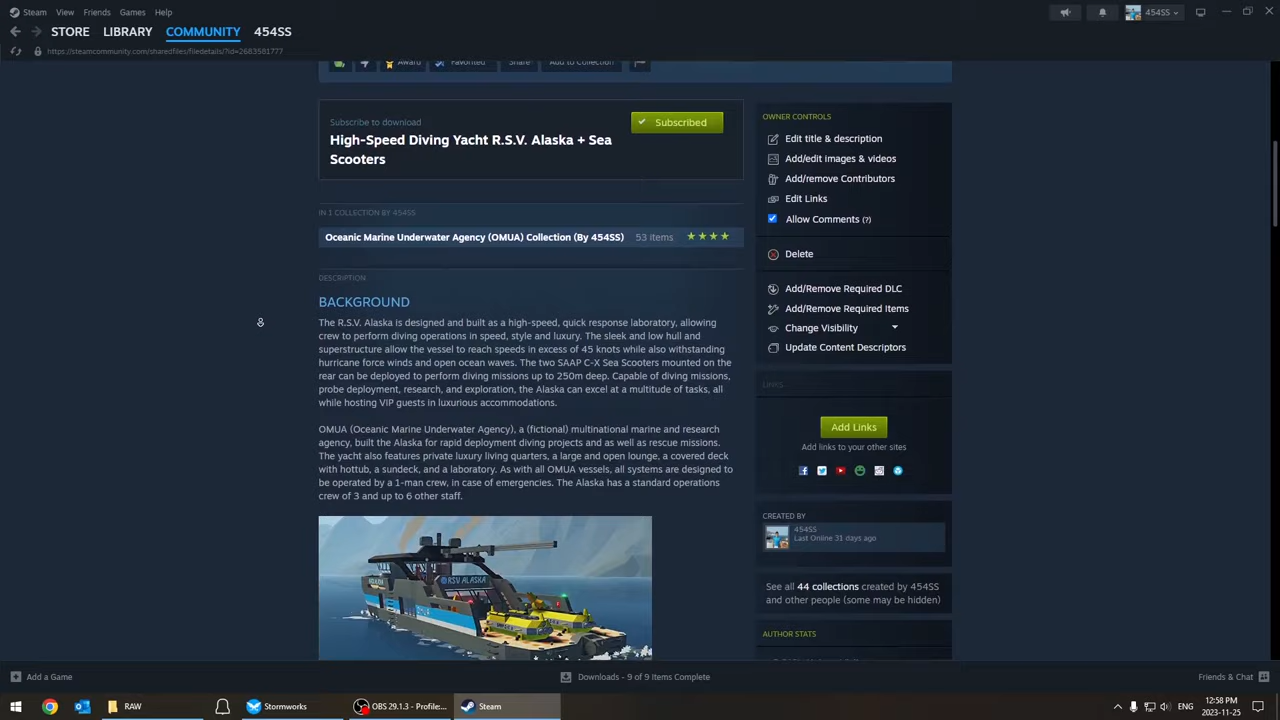 Steam View Friends Games Help
454SS
STORE LIBRARY COMMUNITY 454SS
https://steamcommunity.com/sharedfiles/filedetails/?id=2683581777
Award Favorited Share Add to Collection
Subscribe to download
High-Speed Diving Yacht R.S.V. Alaska + Sea
Scooters
Subscribed
IN 1 COLLECTION BY 454SS
Oceanic Marine Underwater Agency (OMUA) Collection (By 454SS) 53 items
DESCRIPTION
BACKGROUND
The R.S.V. Alaska is designed and built as a high-speed, quick response laboratory, allowing
crew to perform diving operations in speed, style and luxury. The sleek and low hull and
superstructure allow the vessel to reach speeds in excess of 45 knots while also withstanding
hurricane force winds and open ocean waves. The two SAAP C-X Sea Scooters mounted on the
rear can be deployed to perform diving missions up to 250m deep. Capable of diving missions,
probe deployment, research, and exploration, the Alaska can excel at a multitude of tasks, all
while hosting VIP guests in luxurious accommodations.
OMUA (Oceanic Marine Underwater Agency), a (fictional) multinational marine and research
agency, built the Alaska for rapid deployment diving projects and as well as rescue missions.
The yacht also features private luxury living quarters, a large and open lounge, a covered deck
with hottub, a sundeck, and a laboratory. As with all OMUA vessels, all systems are designed to
be operated by a 1-man crew, in case of emergencies. The Alaska has a standard operations
crew of 3 and up to 6 other staff.
RSV ALASKA
OWNER CONTROLS
Edit title & description
Add/edit images & videos
Add/remove Contributors
Edit Links
Allow Comments (?)
Delete
Add/Remove Required DLC
Add/Remove Required Items
Change Visibility
Update Content Descriptors
LINKS
Add Links
Add links to your other sites
CREATED BY
454SS
Last Online 31 days ago
See all 44 collections created by 454SS
and other people (some may be hidden)
AUTHOR STATS
Add a Game
Downloads - 9 of 9 Items Complete
Friends & Chat
RAW
Stormworks
OBS 29.1.3 - Profile:...
Steam
ENG
12:58 PM
2023-11-25